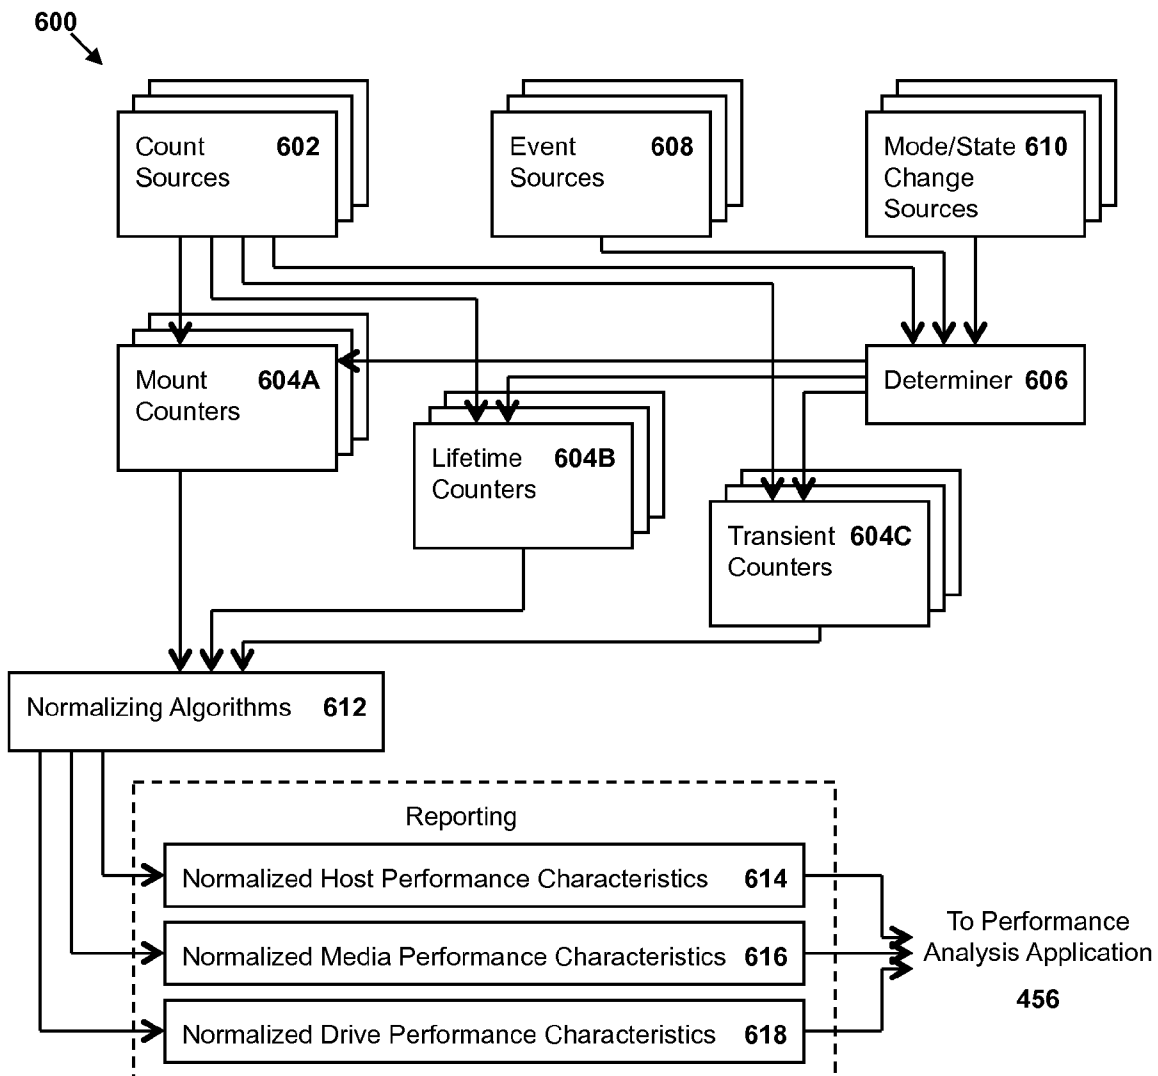 600
Count 602
Sources
Event 608
Sources
Mode/State 610
Change
Sources
Mount 604A
Counters
Determiner 606
Lifetime 604B
Counters
Transient 604C
Counters
Normalizing Algorithms 612
Reporting
Normalized Host Performance Characteristics 614
Normalized Media Performance Characteristics 616
Normalized Drive Performance Characteristics 618
To Performance
Analysis Application
456